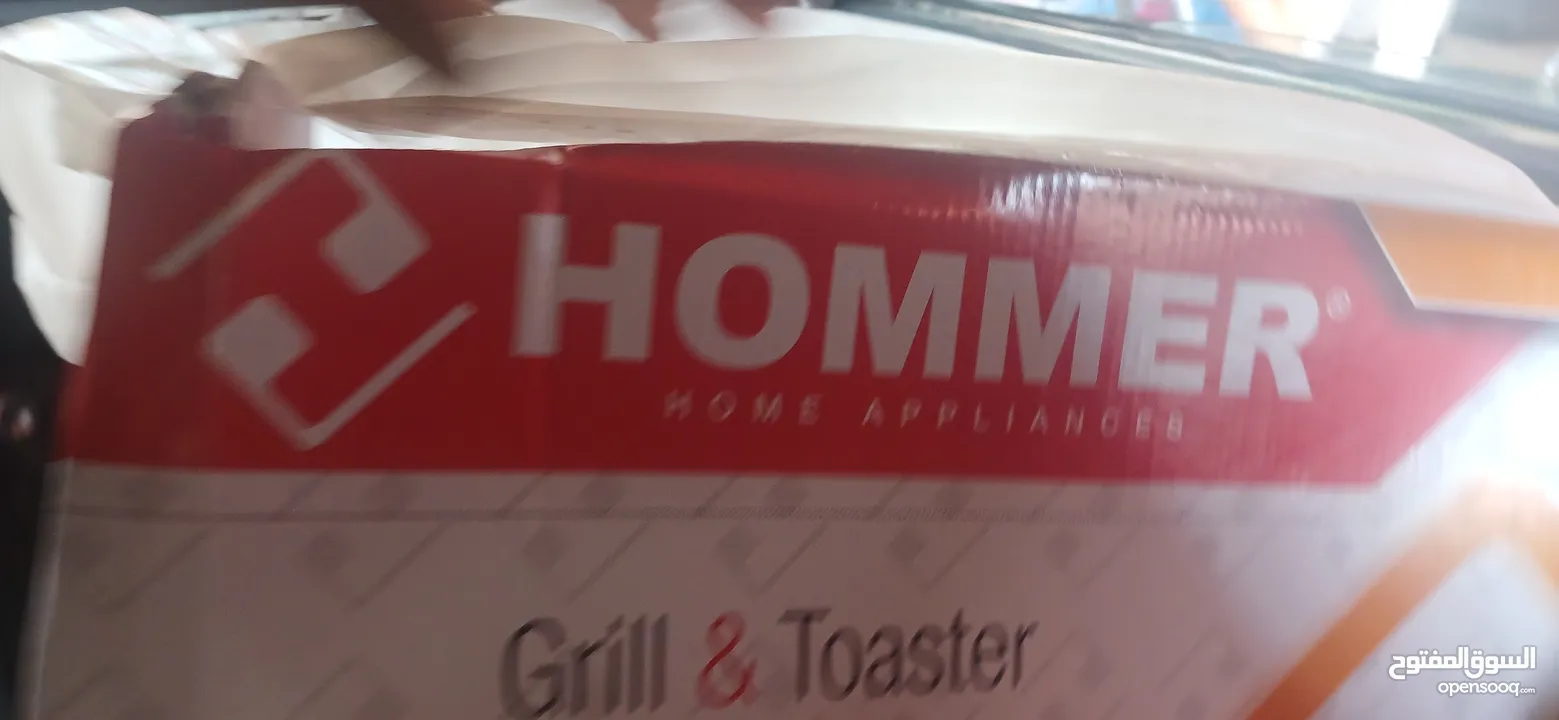 HOMMER®
HOME APPLIANCES
Grill & Toaster
السوق المفتوح
opensooq.com